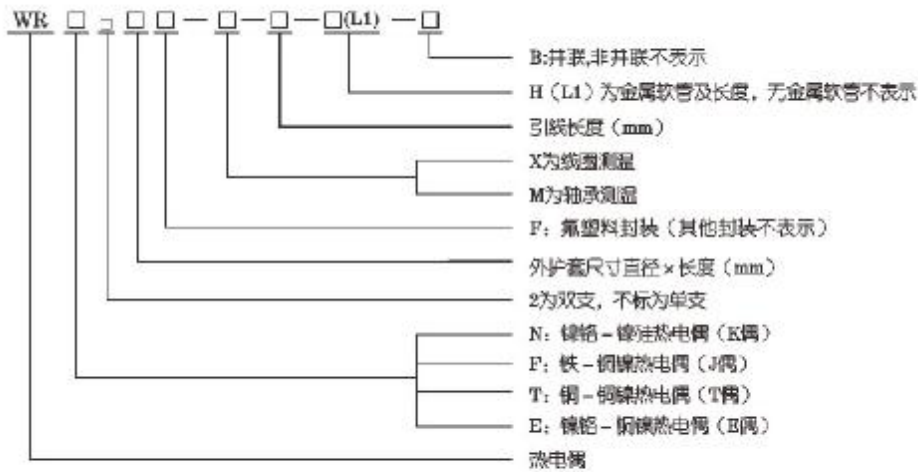 WR □ □ □ □ — □ — □ — □(L1) — □
B:并联,非并联不表示
H（L1）为金属软管及长度，无金属软管不表示
引线长度（mm）
X为线圈测温
M为轴承测温
F：氟塑料封装（其他封装不表示）
外护套尺寸直径×长度（mm）
2为双支，不标为单支
N：镍铬－镍硅热电偶（K偶）
F：铁－铜镍热电偶（J偶）
T：铜－铜镍热电偶（T偶）
E：镍铬－铜镍热电偶（E偶）
热电偶